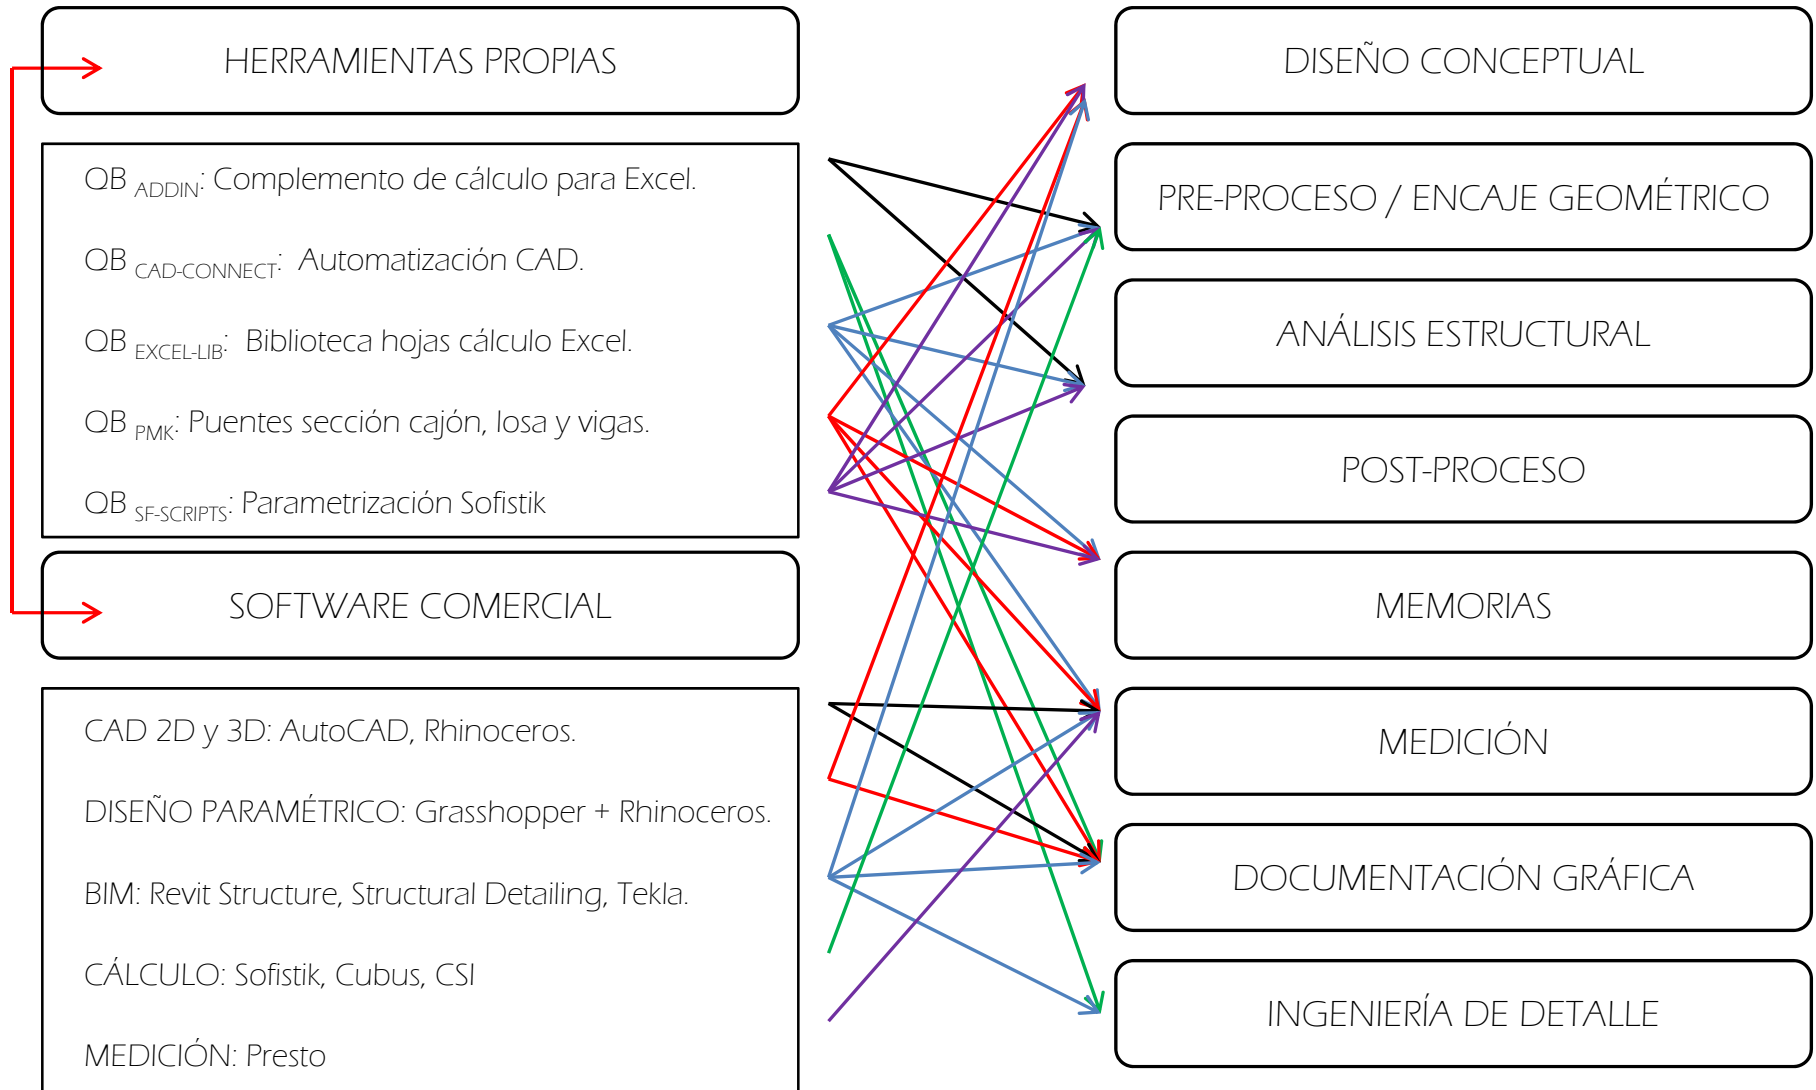 HERRAMIENTAS PROPIAS
QB ADDIN: Complemento de cálculo para Excel.
QB CAD-CONNECT: Automatización CAD.
QB EXCEL-LIB: Biblioteca hojas cálculo Excel.
QB PMK: Puentes sección cajón, losa y vigas.
QB SF-SCRIPTS: Parametrización Sofistik
SOFTWARE COMERCIAL
CAD 2D y 3D: AutoCAD, Rhinoceros.
DISEÑO PARAMÉTRICO: Grasshopper + Rhinoceros.
BIM: Revit Structure, Structural Detailing, Tekla.
CÁLCULO: Sofistik, Cubus, CSI
MEDICIÓN: Presto
DISEÑO CONCEPTUAL
PRE-PROCESO / ENCAJE GEOMÉTRICO
ANÁLISIS ESTRUCTURAL
POST-PROCESO
MEMORIAS
MEDICIÓN
DOCUMENTACIÓN GRÁFICA
INGENIERÍA DE DETALLE